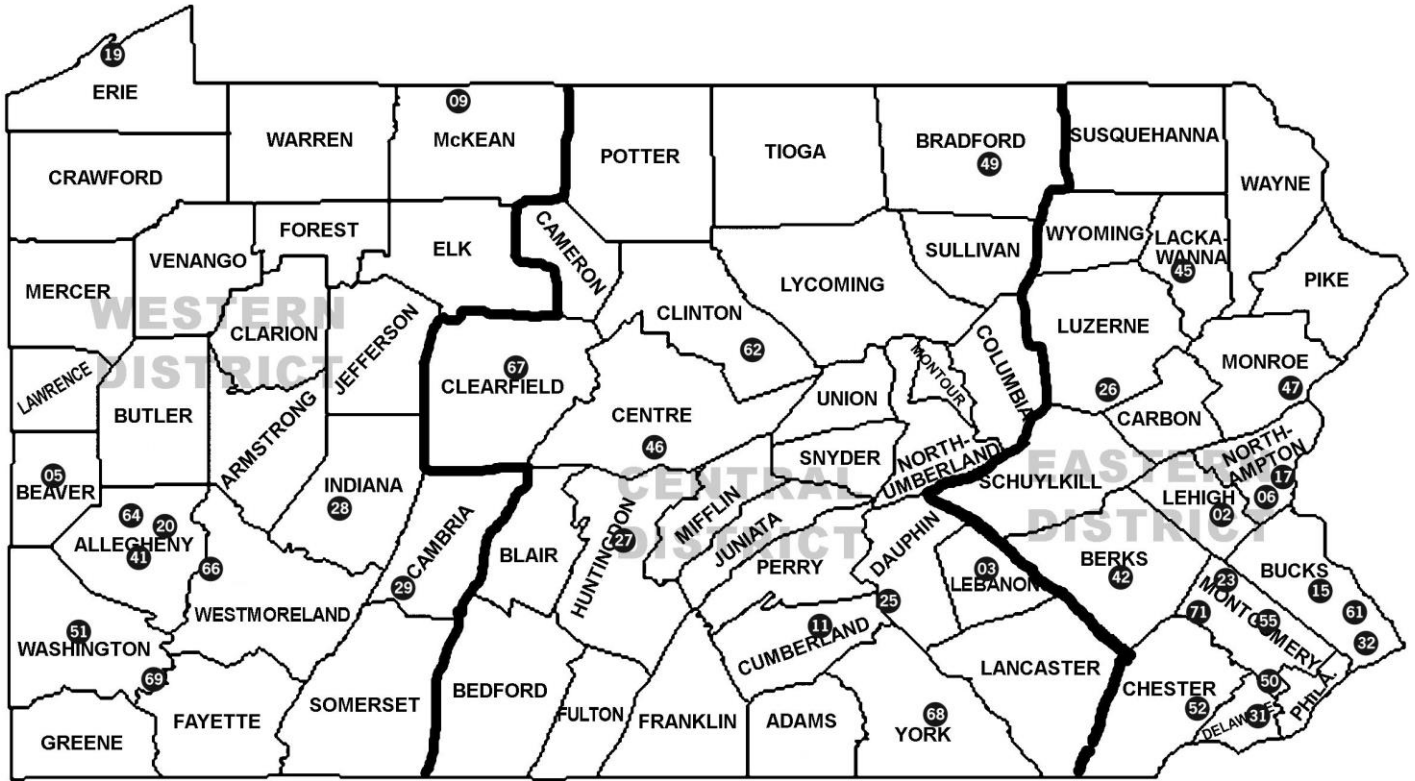 19
ERIE
09
WARREN
McKEAN
POTTER
TIOGA
BRADFORD
49
SUSQUEHANNA
CRAWFORD
WAYNE
FOREST
ELK
CAMERON
SULLIVAN
WYOMING
LACKA-
WANNA
45
VENANGO
MERCER
LYCOMING
PIKE
WESTERN
DISTRICT
CLARION
JEFFERSON
CLINTON
62
LUZERNE
COLUMBIA
MONTOUR
MONROE
47
LAWRENCE
BUTLER
ARMSTRONG
67
CLEARFIELD
CENTRE
46
UNION
26
CARBON
SNYDER
NORTH-
UMBERLAND
05
BEAVER
INDIANA
28
CENTRAL
DISTRICT
MIFFLIN
JUNIATA
SCHUYLKILL
EASTERN
DISTRICT
NORTH-
AMPTON
17
06
LEHIGH
02
64
20
ALLEGHENY
41
66
CAMBRIA
29
BLAIR
HUNTINGDON
27
PERRY
DAUPHIN
03
LEBANON
BERKS
42
BUCKS
15
61
32
23
MONTGOMERY
55
71
WESTMORELAND
51
WASHINGTON
69
25
11
CUMBERLAND
LANCASTER
CHESTER
52
50
DELAWARE
31
PHILA.
GREENE
FAYETTE
SOMERSET
BEDFORD
FULTON
FRANKLIN
ADAMS
68
YORK